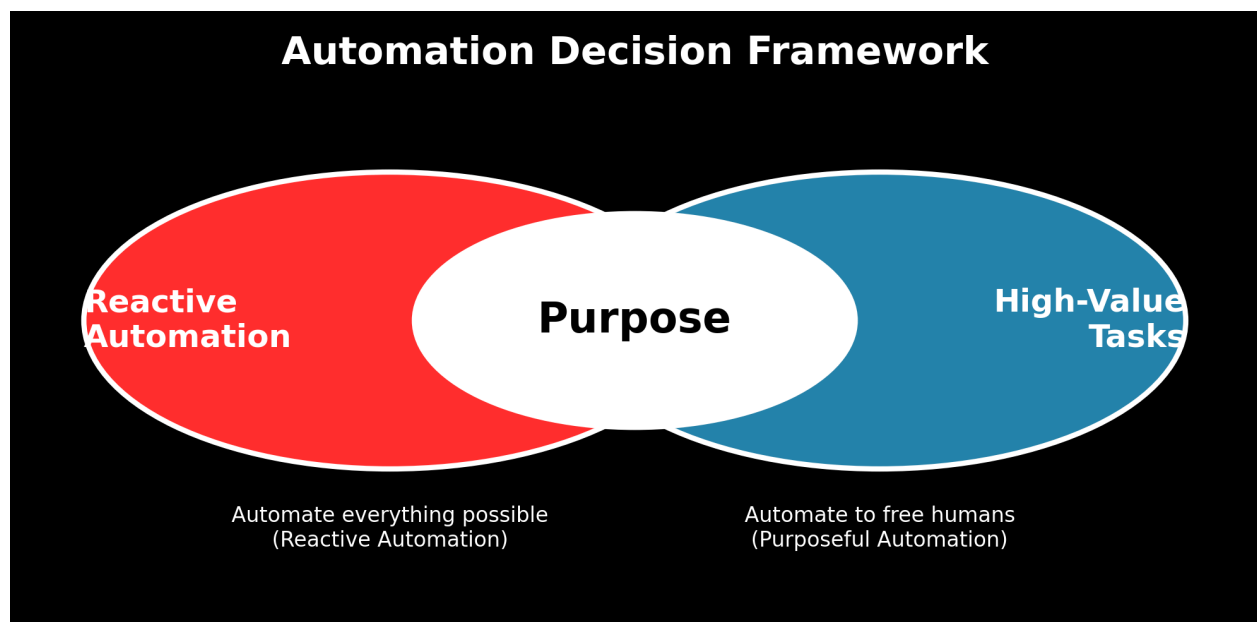 Automation Decision Framework
Reactive
Automation
Purpose
High-Value
Tasks
Automate everything possible
(Reactive Automation)
Automate to free humans
(Purposeful Automation)